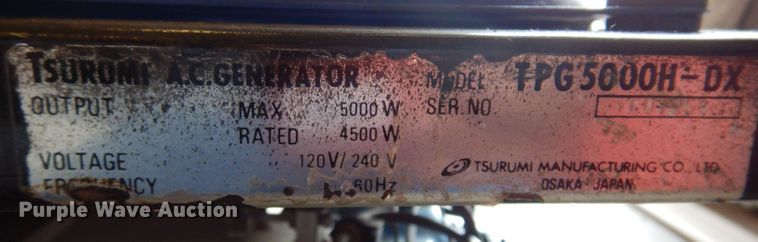 TSURUMI A.C. GENERATOR MODEL TPG5000H-DX
OUTPUT MAX 5000 W SER. NO
RATED 4500 W
VOLTAGE 120V/240 V
FREQUENCY 60Hz
TSURUMI MANUFACTURING CO., LTD.
OSAKA JAPAN
Purple Wave Auction